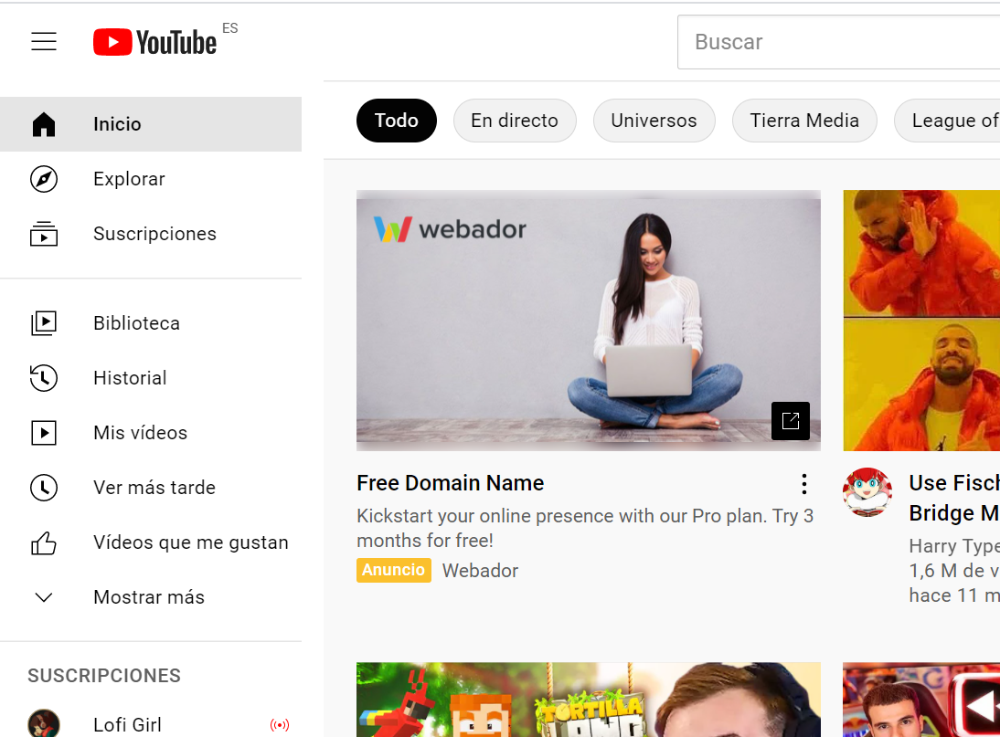 YouTube ES
Buscar
Inicio
Explorar
Suscripciones
Biblioteca
Historial
Mis vídeos
Ver más tarde
Vídeos que me gustan
Mostrar más
SUSCRIPCIONES
Lofi Girl
Todo
En directo
Universos
Tierra Media
League of
webador
Free Domain Name
Kickstart your online presence with our Pro plan. Try 3
months for free!
Anuncio Webador
Use Fisch
Bridge M
Harry Type
1,6 M de v
hace 11 m
TORTILLA
LAND